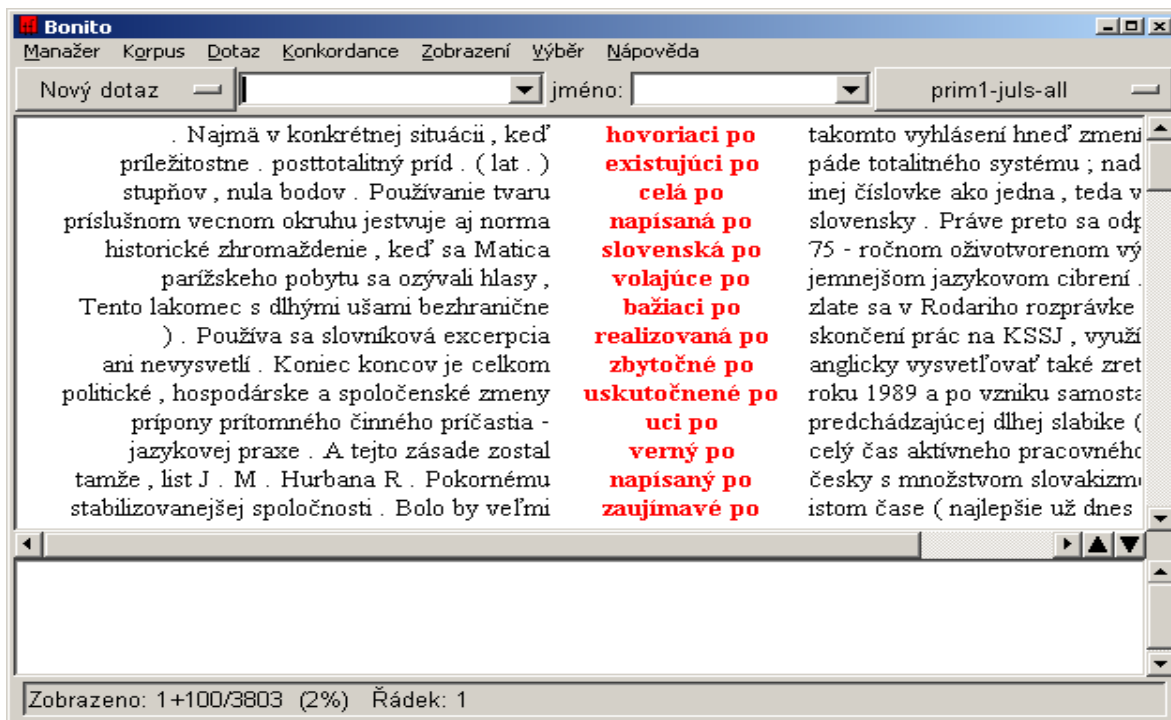 Bonito
Manažer Korpus Dotaz Konkordance Zobrazení Výběr Nápověda
Nový dotaz jméno: prim1-juls-all
. Najmä v konkrétnej situácii , keď hovoriaci po takomto vyhlásení hneď zmení
príležitostne . posttotalitný príd . ( lat . ) existujúci po páde totalitného systému ; nad
stupňov , nula bodov . Používanie tvaru celá po inej číslovke ako jedna , teda v
príslušnom vecnom okruhu jestvuje aj norma napísaná po slovensky . Práve preto sa odp
historické zhromaždenie , keď sa Matica slovenská po 75 - ročnom oživotvorenom vý
parížskeho pobytu sa ozývali hlasy , volajúce po jemnejšom jazykovom cibrení .
Tento lakomec s dlhými ušami bezhranične bažiaci po zlate sa v Rodariho rozprávke
) . Používa sa slovníková excerpcia realizovaná po skončení prác na KSSJ , využí
ani nevysvetlí . Koniec koncov je celkom zbytočné po anglicky vysvetľovať také zret
politické , hospodárske a spoločenské zmeny uskutočnené po roku 1989 a po vzniku samosta
prípony prítomného činného príčastia - uci po predchádzajúcej dlhej slabike (
jazykovej praxe . A tejto zásade zostal verný po celý čas aktívneho pracovného
tamže , list J . M . Hurbana R . Pokornému napísaný po česky s množstvom slovakizm
stabilizovanejšej spoločnosti . Bolo by veľmi zaujímavé po istom čase ( najlepšie už dnes
Zobrazeno: 1+100/3803 (2%) Řádek: 1